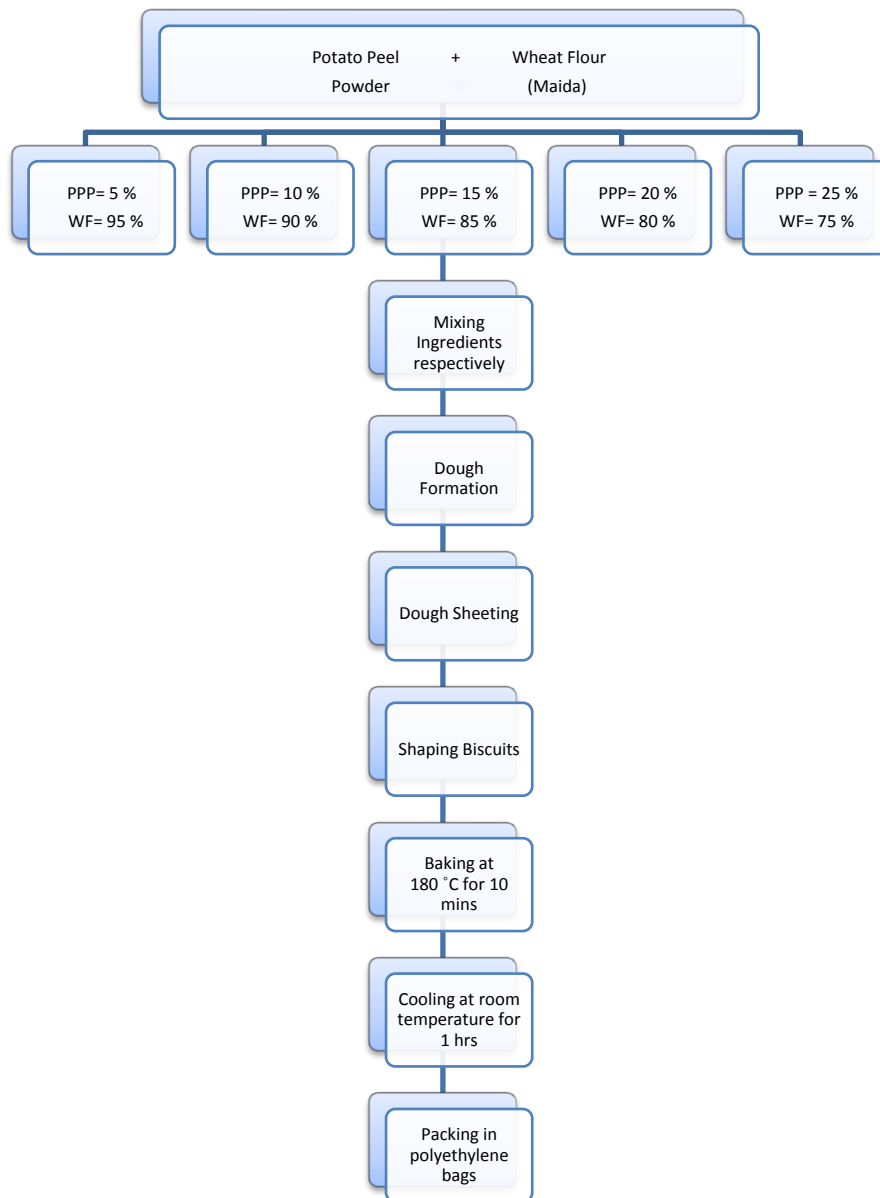 Potato Peel + Wheat Flour
Powder (Maida)
PPP= 5 %
WF= 95 %
PPP= 10 %
WF= 90 %
PPP= 15 %
WF= 85 %
PPP= 20 %
WF= 80 %
PPP = 25 %
WF= 75 %
Mixing
Ingredients
respectively
Dough
Formation
Dough Sheeting
Shaping Biscuits
Baking at
180 ˚C for 10
mins
Cooling at room
temperature for
1 hrs
Packing in
polyethylene
bags